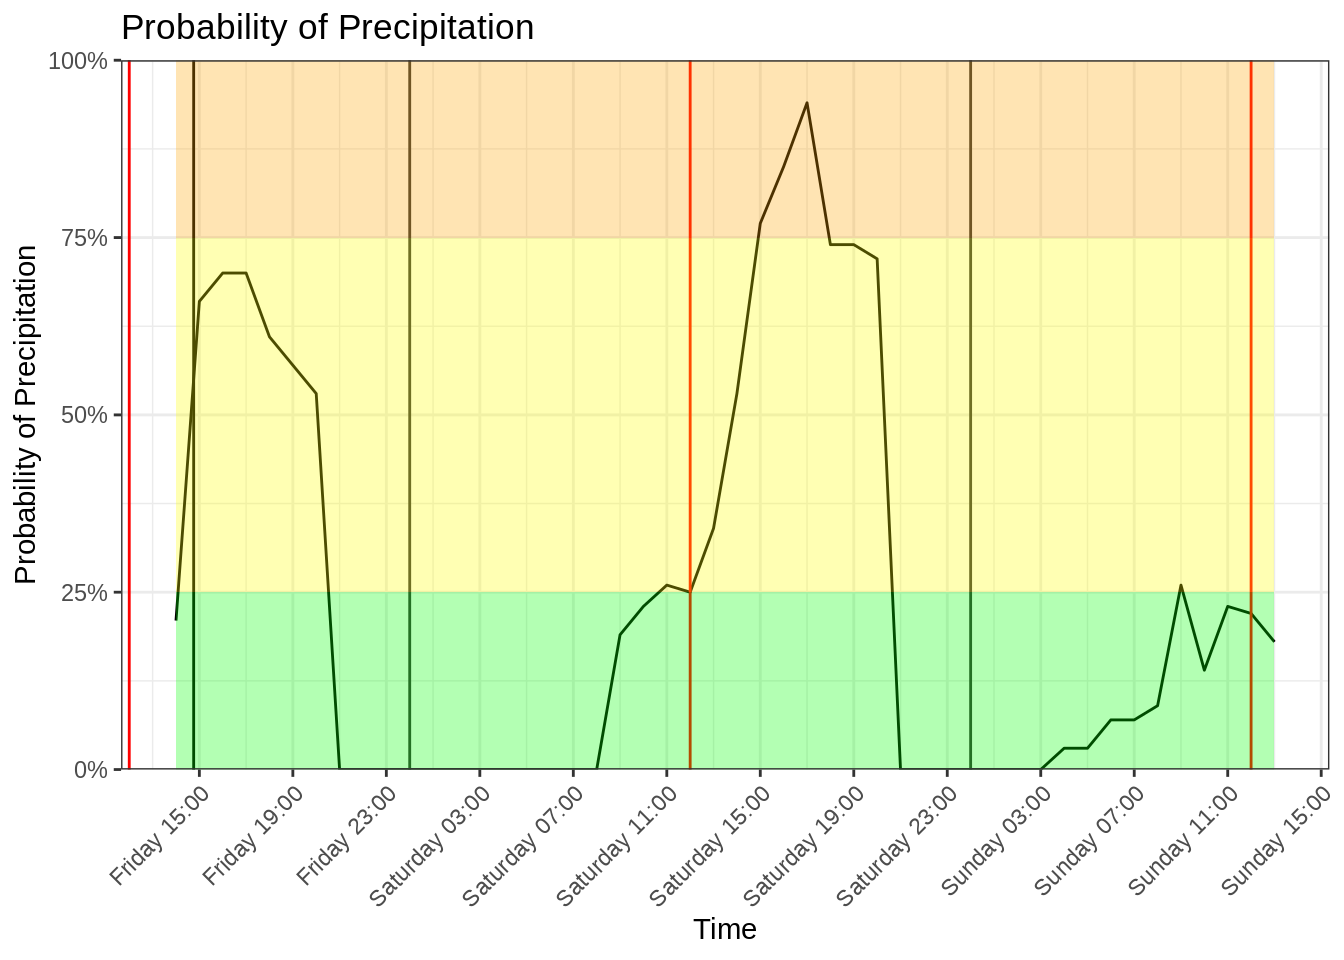 Probability of Precipitation
Probability of Precipitation
100%
75%
50%
25%
0%
Friday 15:00
Friday 19:00
Friday 23:00
Saturday 03:00
Saturday 07:00
Saturday 11:00
Saturday 15:00
Saturday 19:00
Saturday 23:00
Sunday 03:00
Sunday 07:00
Sunday 11:00
Sunday 15:00
Time